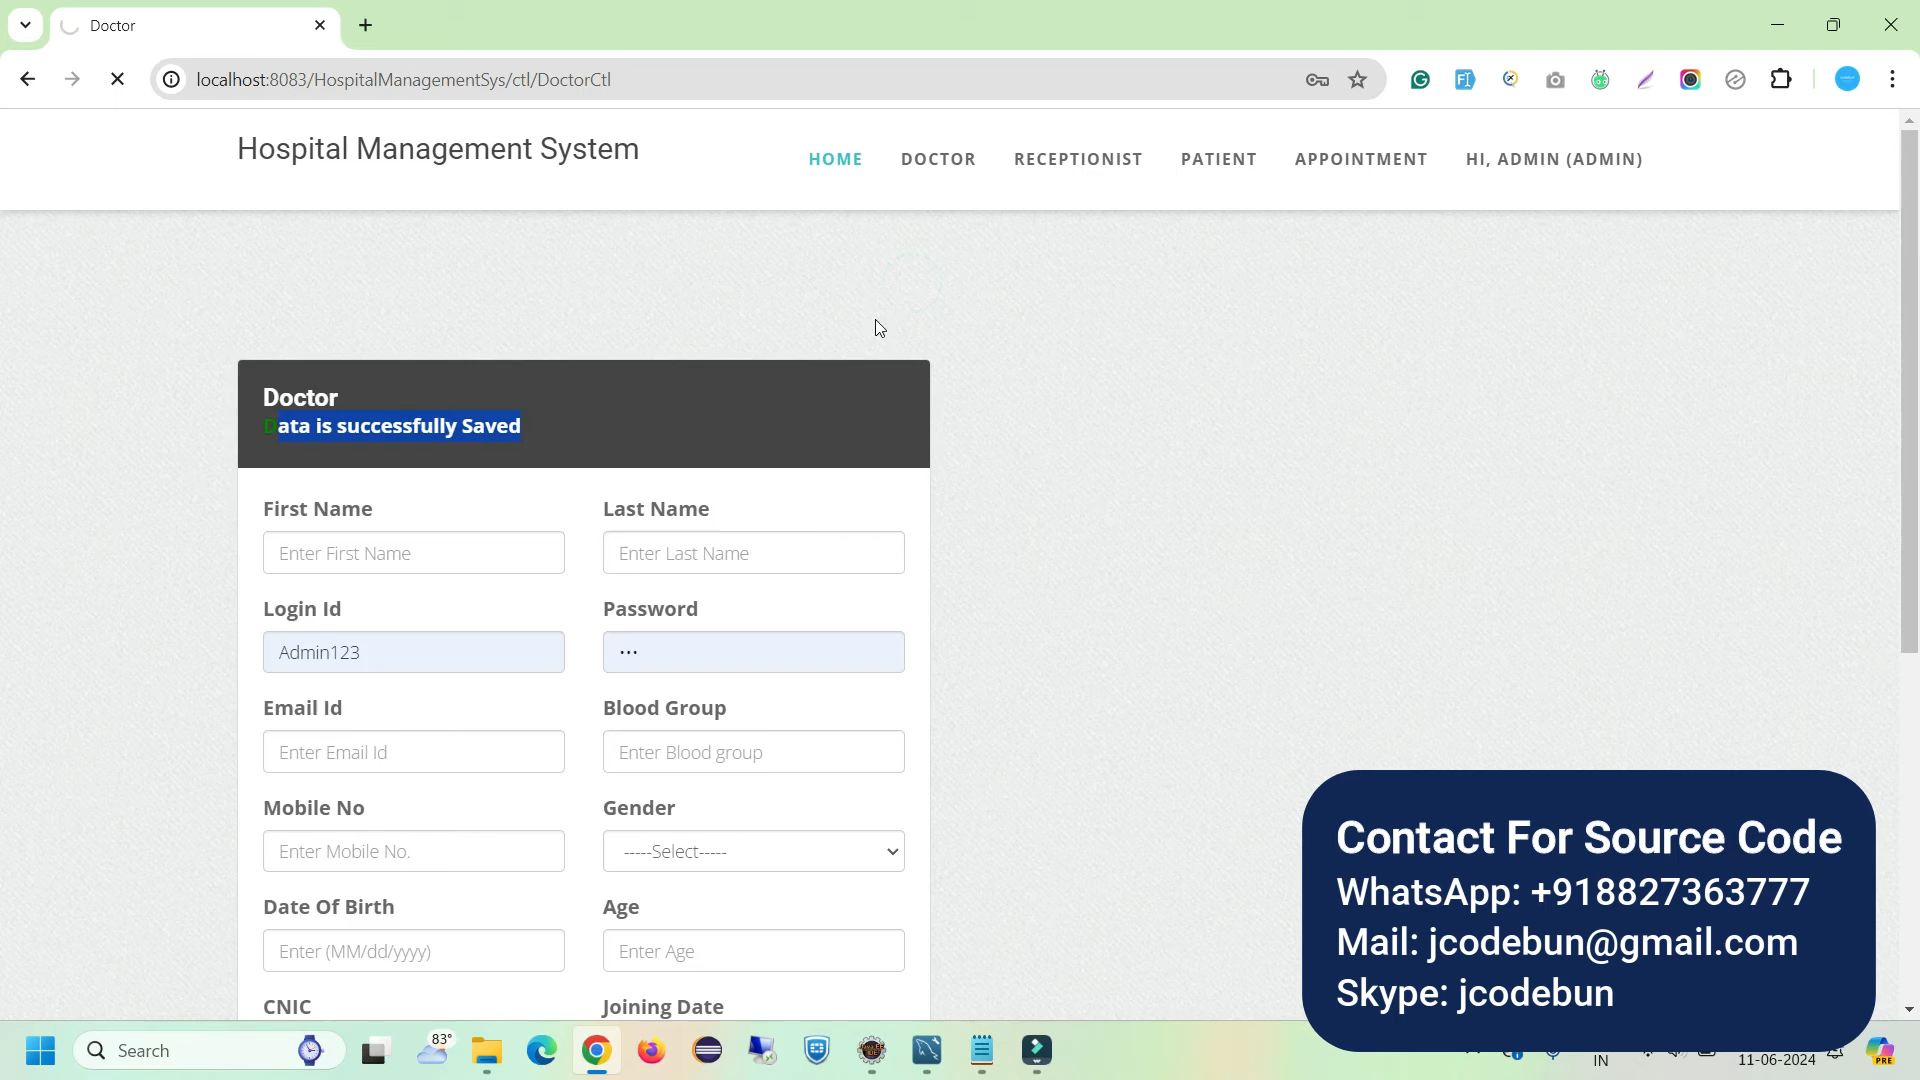 Doctor
localhost:8083/HospitalManagementSys/ctl/DoctorCtl
Hospital Management System
HOME DOCTOR RECEPTIONIST PATIENT APPOINTMENT HI, ADMIN (ADMIN)
Doctor
Data is successfully Saved
First Name Last Name
Enter First Name Enter Last Name
Login Id Password
Admin123
Email Id Blood Group
Enter Email Id Enter Blood group
Mobile No Gender
Enter Mobile No. -----Select-----
Date Of Birth Age
Enter (MM/dd/yyyy) Enter Age
CNIC Joining Date
Contact For Source Code
WhatsApp: +918827363777
Mail: jcodebun@gmail.com
Skype: jcodebun
Search
83°
IN
11-06-2024
PRE